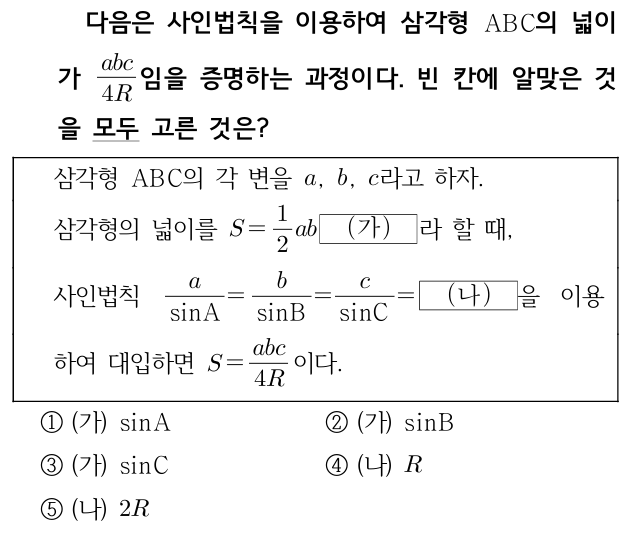 다음은 사인법칙을 이용하여 삼각형 ABC의 넓이
가 $\frac{abc}{4R}$임을 증명하는 과정이다. 빈 칸에 알맞은 것
을 모두 고른 것은?
삼각형 ABC의 각 변을 $a$, $b$, $c$라고 하자.
삼각형의 넓이를 $S=\frac{1}{2}ab$ (가) 라 할 때,
사인법칙 $\frac{a}{\sin A}=\frac{b}{\sin B}=\frac{c}{\sin C}=$ (나) 을 이용
하여 대입하면 $S=\frac{abc}{4R}$이다.
① (가) sinA ② (가) sinB
③ (가) sinC ④ (나) $R$
⑤ (나) $2R$